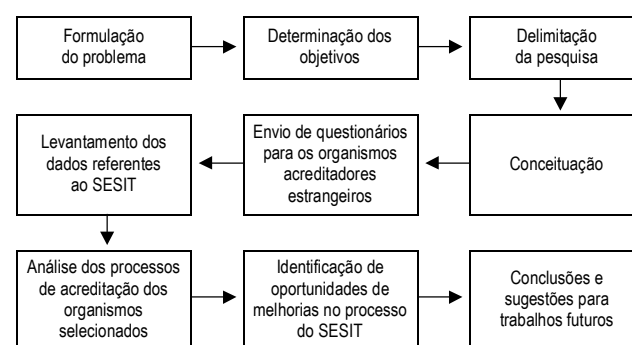 Formulação
do problema
Determinação dos
objetivos
Delimitação
da pesquisa
Levantamento dos
dados referentes
ao SESIT
Envio de questionários
para os organismos
acreditadores
estrangeiros
Conceituação
Análise dos processos
de acreditação dos
organismos
selecionados
Identificação de
oportunidades de
melhorias no processo
do SESIT
Conclusões e
sugestões para
trabalhos futuros